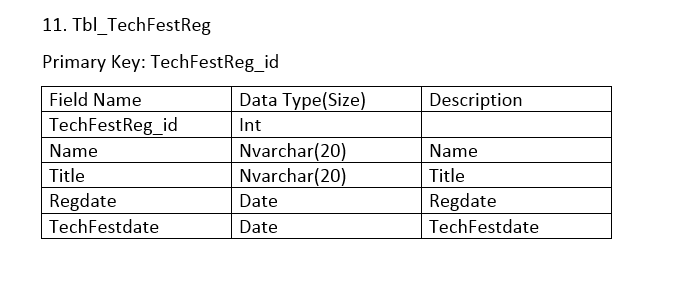 11. Tbl_TechFestReg
Primary Key: TechFestReg_id
Field Name Data Type(Size) Description
TechFestReg_id Int
Name Nvarchar(20) Name
Title Nvarchar(20) Title
Regdate Date Regdate
TechFestdate Date TechFestdate